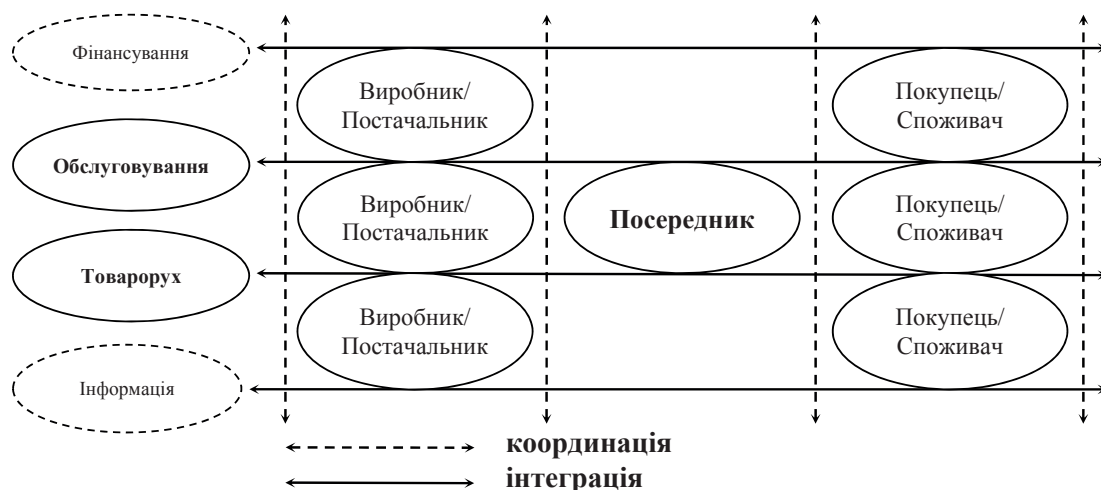 Фінансування
Виробник/
Постачальник
Покупець/
Споживач
Обслуговування
Виробник/
Постачальник
Посередник
Покупець/
Споживач
Товарорух
Виробник/
Постачальник
Покупець/
Споживач
Інформація
координація
інтеграція